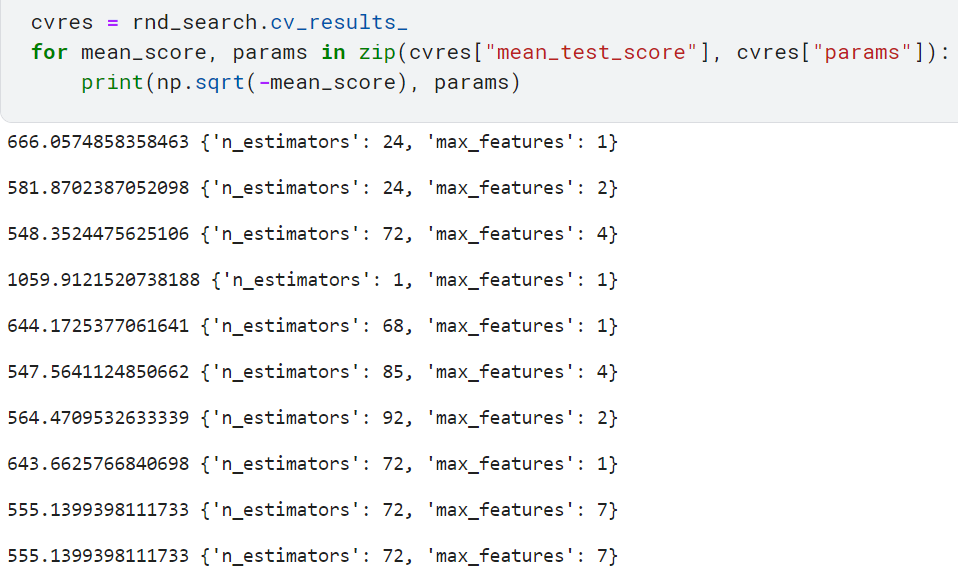 cvres = rnd_search.cv_results_
for mean_score, params in zip(cvres["mean_test_score"], cvres["params"]):
    print(np.sqrt(-mean_score), params)
666.0574858358463 {'n_estimators': 24, 'max_features': 1}
581.8702387052098 {'n_estimators': 24, 'max_features': 2}
548.3524475625106 {'n_estimators': 72, 'max_features': 4}
1059.9121520738188 {'n_estimators': 1, 'max_features': 1}
644.1725377061641 {'n_estimators': 68, 'max_features': 1}
547.5641124850662 {'n_estimators': 85, 'max_features': 4}
564.4709532633339 {'n_estimators': 92, 'max_features': 2}
643.6625766840698 {'n_estimators': 72, 'max_features': 1}
555.1399398111733 {'n_estimators': 72, 'max_features': 7}
555.1399398111733 {'n_estimators': 72, 'max_features': 7}